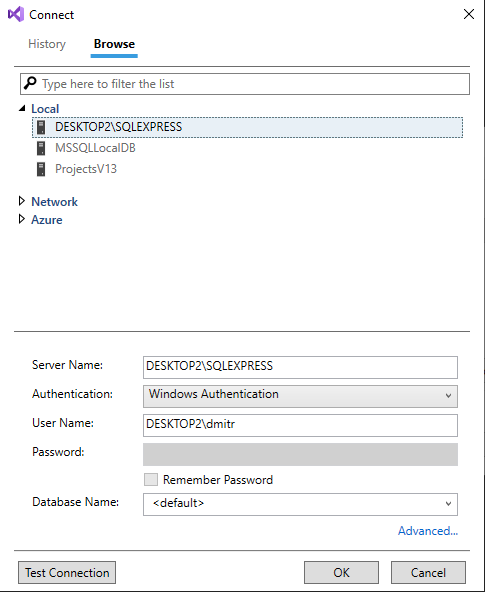 Connect
History Browse
Type here to filter the list
Local
DESKTOP2\SQLEXPRESS
MSSQLLocalDB
ProjectsV13
Network
Azure
Server Name: DESKTOP2\SQLEXPRESS
Authentication: Windows Authentication
User Name: DESKTOP2\dmitr
Password:
Remember Password
Database Name: <default>
Advanced...
Test Connection OK Cancel